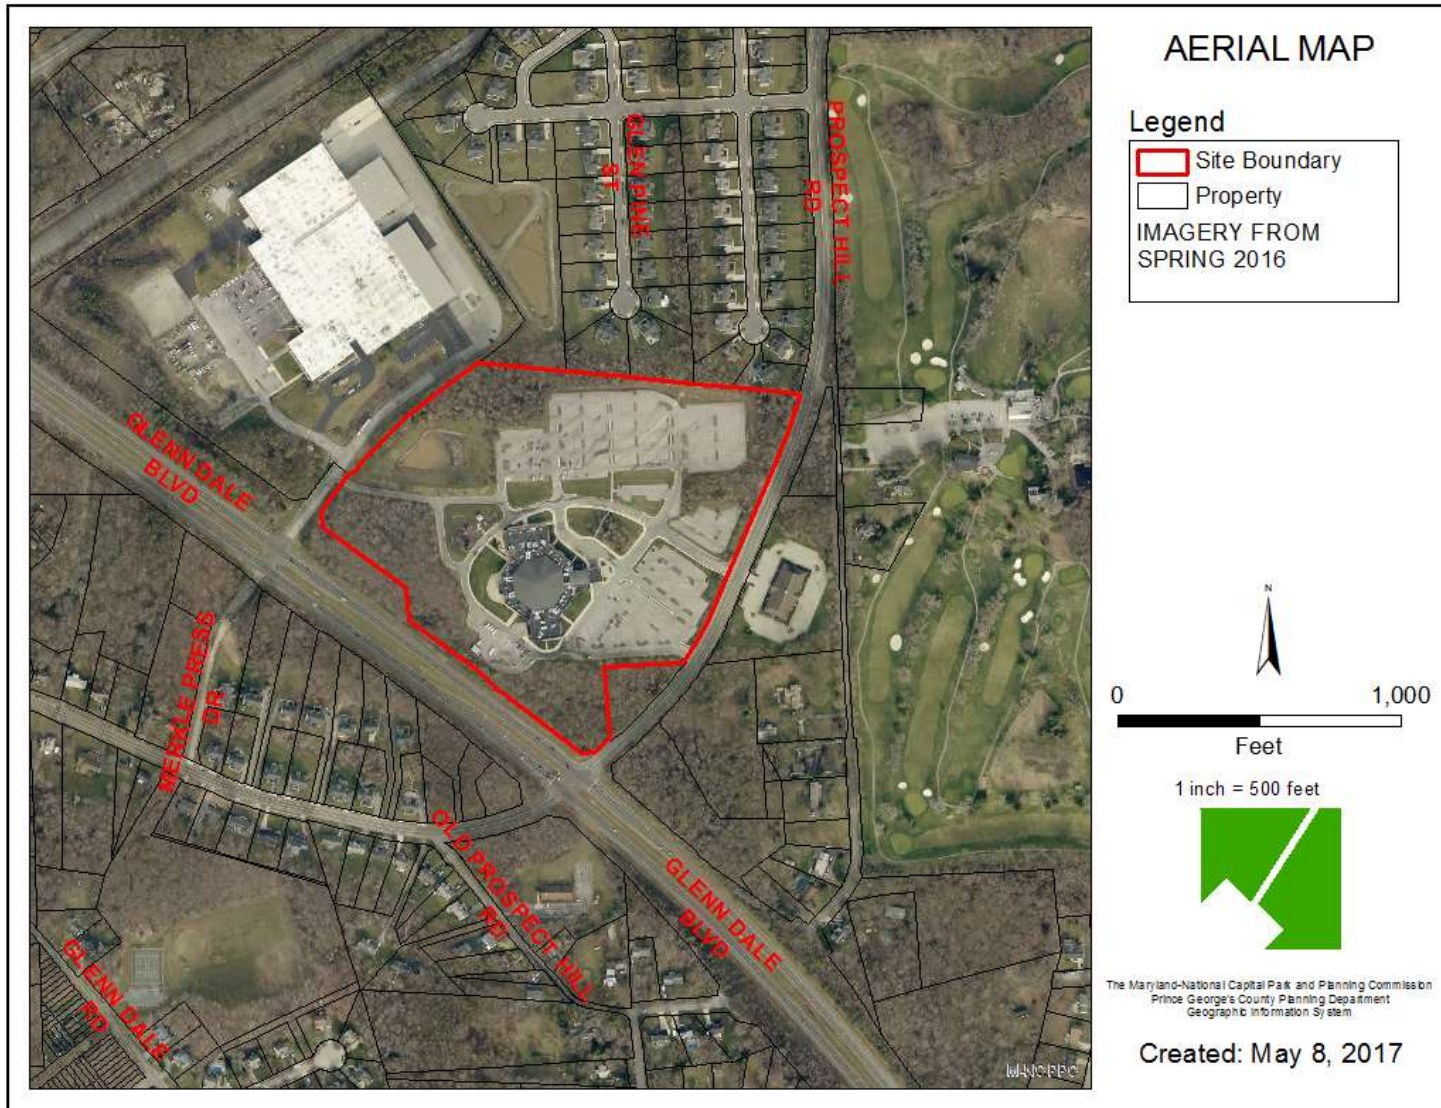 AERIAL MAP
Legend
Site Boundary
Property
IMAGERY FROM
SPRING 2016
GLEN PINE
ST
PROSPECT HILL
RD
GLENN DALE
BLVD
MERKLE PRESS
DR
OLD PROSPECT HILL
RD
GLENN DALE
BLVD
GLENN DALE
RD
N
0 1,000
Feet
1 inch = 500 feet
The Maryland-National Capital Park and Planning Commission
Prince George's County Planning Department
Geographic Information System
Created: May 8, 2017
M-NCPPC